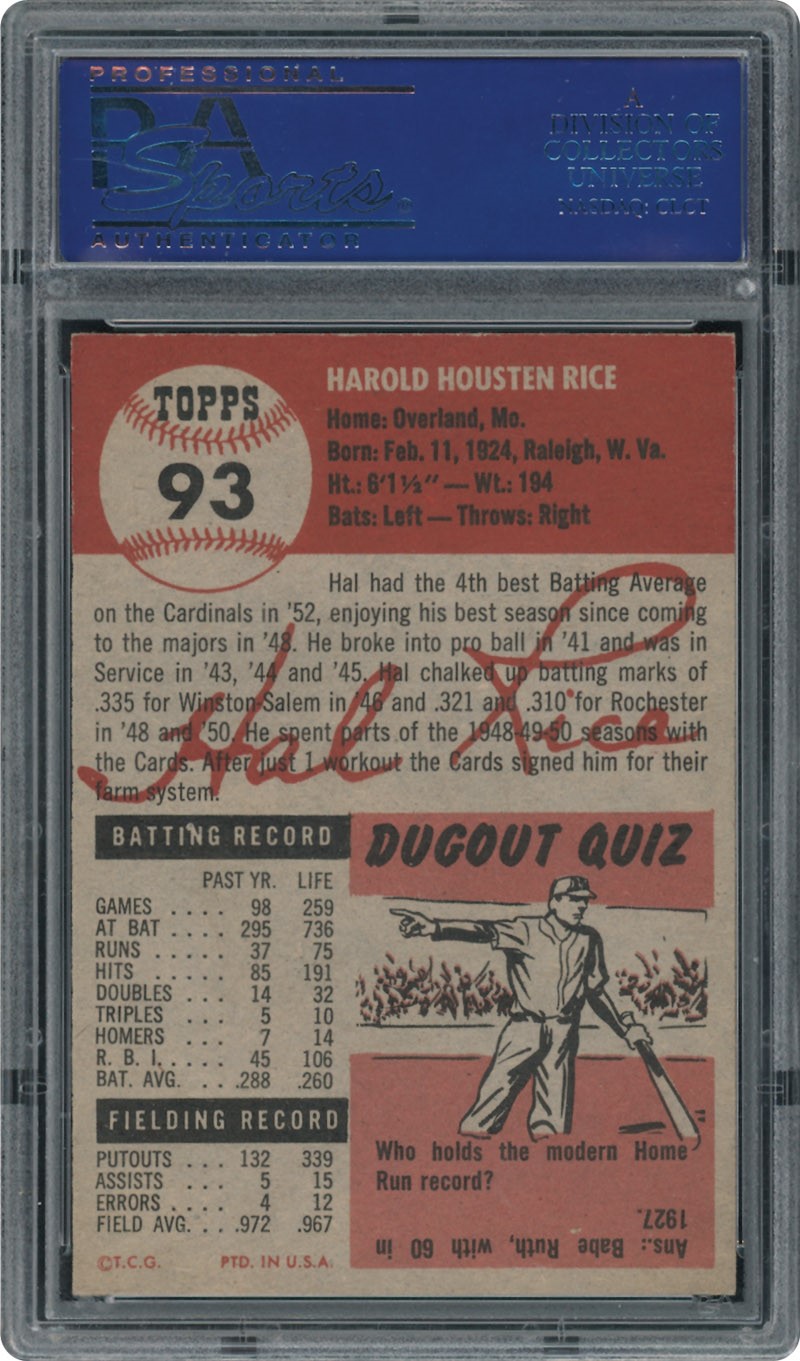 PROFESSIONAL
PSA
Sports®
AUTHENTICATOR
A
DIVISION OF
COLLECTORS
UNIVERSE
NASDAQ: CLCT
TOPPS
93
HAROLD HOUSTEN RICE
Home: Overland, Mo.
Born: Feb. 11, 1924, Raleigh, W. Va.
Ht.: 6'1½" — Wt.: 194
Bats: Left — Throws: Right
Hal had the 4th best Batting Average
on the Cardinals in '52, enjoying his best season since coming
to the majors in '48. He broke into pro ball in '41 and was in
Service in '43, '44 and '45. Hal chalked up batting marks of
.335 for Winston-Salem in '46 and .321 and .310 for Rochester
in '48 and '50. He spent parts of the 1948-49-50 seasons with
the Cards. After just 1 workout the Cards signed him for their
farm system.
Hal Rice
BATTING RECORD
PAST YR. LIFE
GAMES .... 98 259
AT BAT .... 295 736
RUNS ..... 37 75
HITS ..... 85 191
DOUBLES ... 14 32
TRIPLES ... 5 10
HOMERS ... 7 14
R. B. I. .... 45 106
BAT. AVG. ... .288 .260
FIELDING RECORD
PUTOUTS ... 132 339
ASSISTS ... 5 15
ERRORS .... 4 12
FIELD AVG. ... .972 .967
©T.C.G. PTD. IN U.S.A.
DUGOUT QUIZ
Who holds the modern Home
Run record?
Ans.: Babe Ruth, with 60 in
1927.